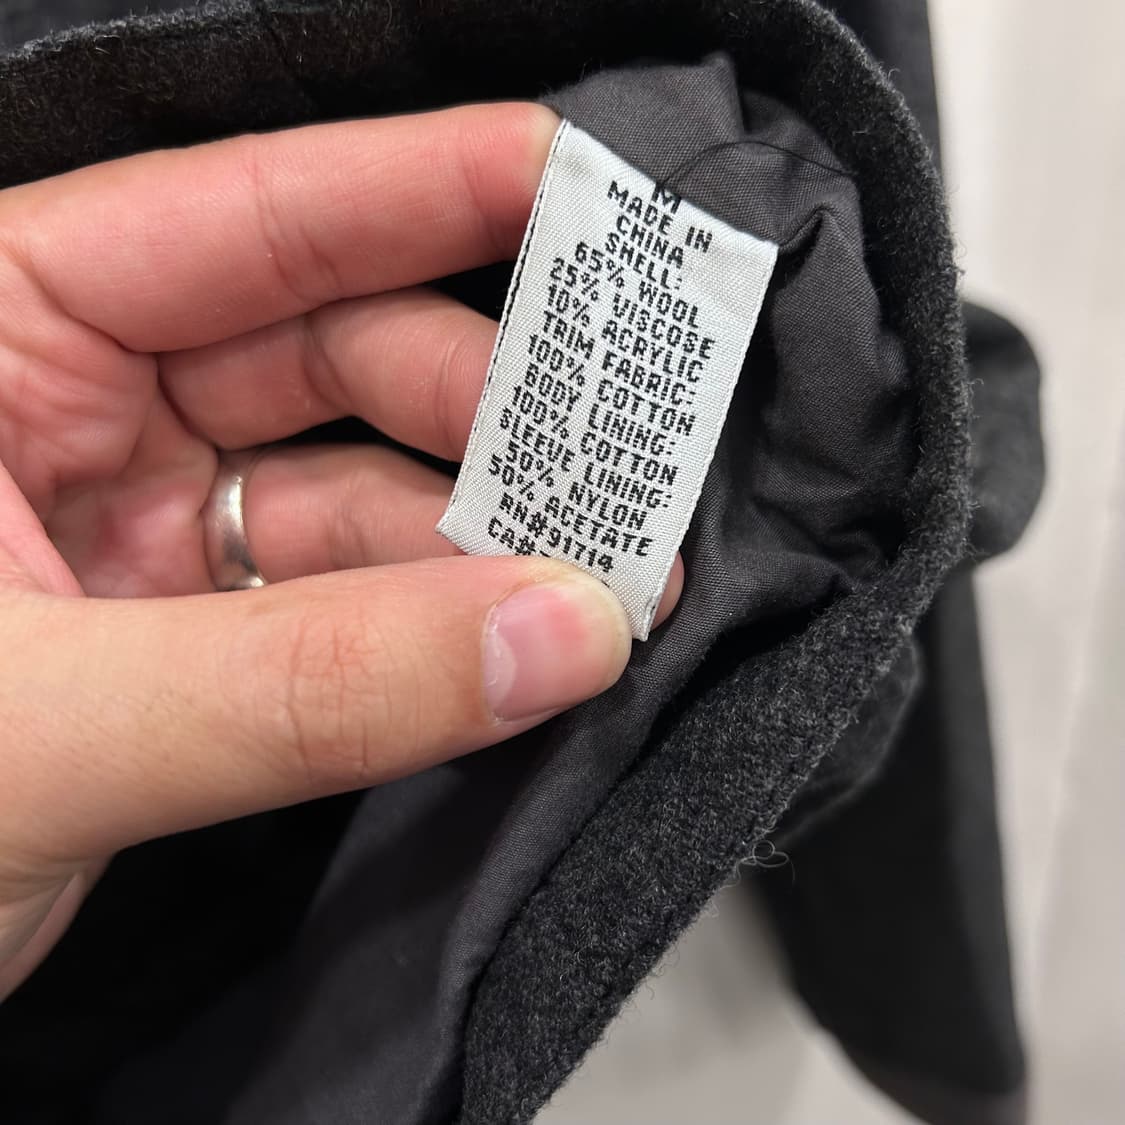 M
MADE IN
CHINA
SHELL:
65% WOOL
25% VISCOSE
10% ACRYLIC
TRIM FABRIC:
100% COTTON
BODY LINING:
100% COTTON
SLEEVE LINING:
50% NYLON
50% ACETATE
RN#91714
CA#